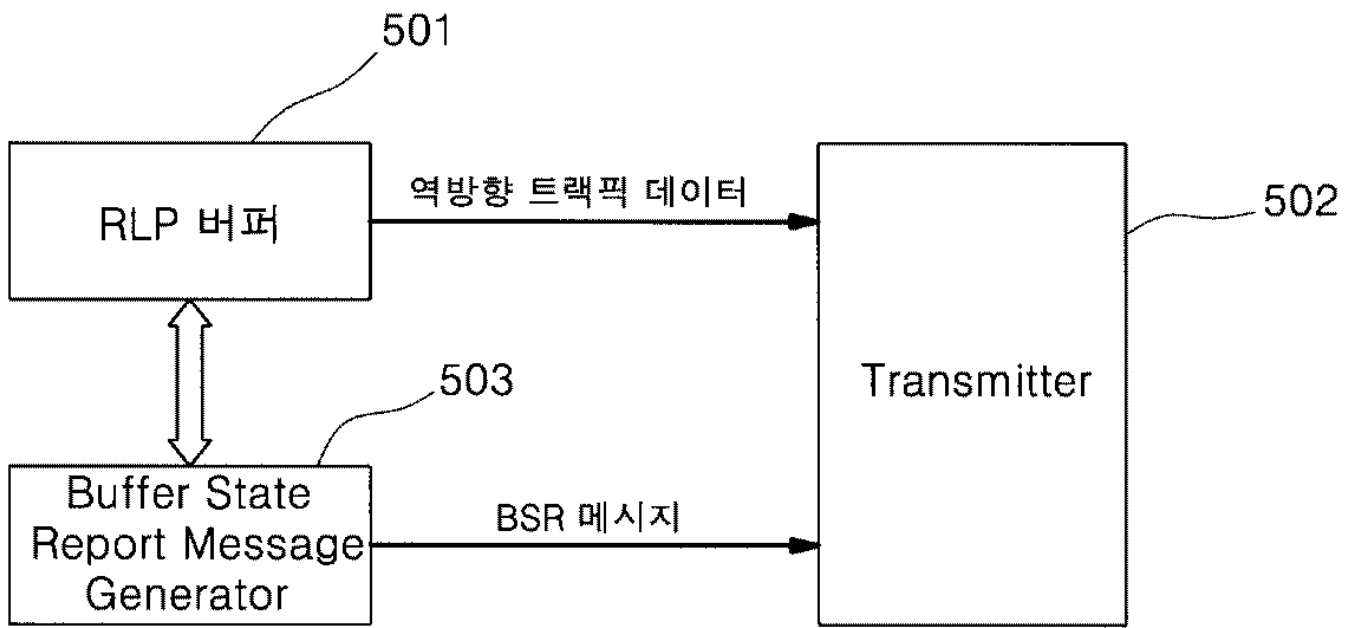 501
RLP 버퍼
역방향 트랙픽 데이터
502
Transmitter
503
Buffer State
Report Message
Generator
BSR 메시지